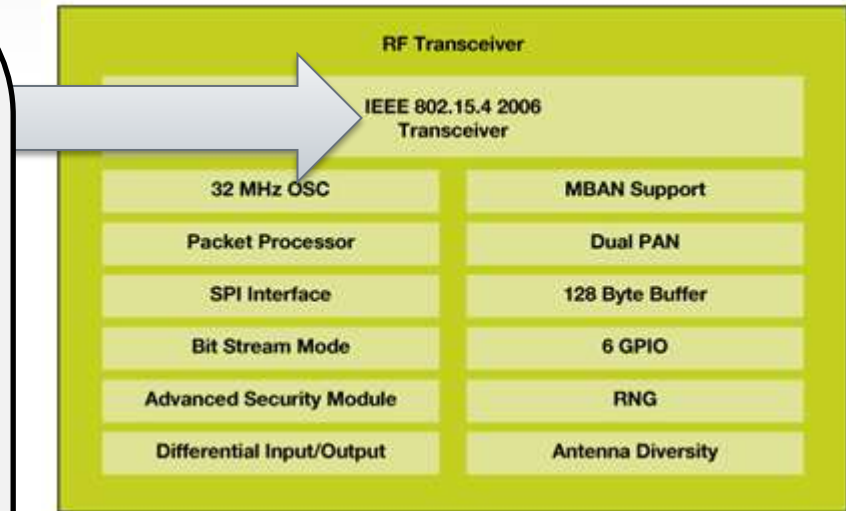 RF Transceiver
IEEE 802.15.4 2006
Transceiver
32 MHz OSC
MBAN Support
Packet Processor
Dual PAN
SPI Interface
128 Byte Buffer
Bit Stream Mode
6 GPIO
Advanced Security Module
RNG
Differential Input/Output
Antenna Diversity